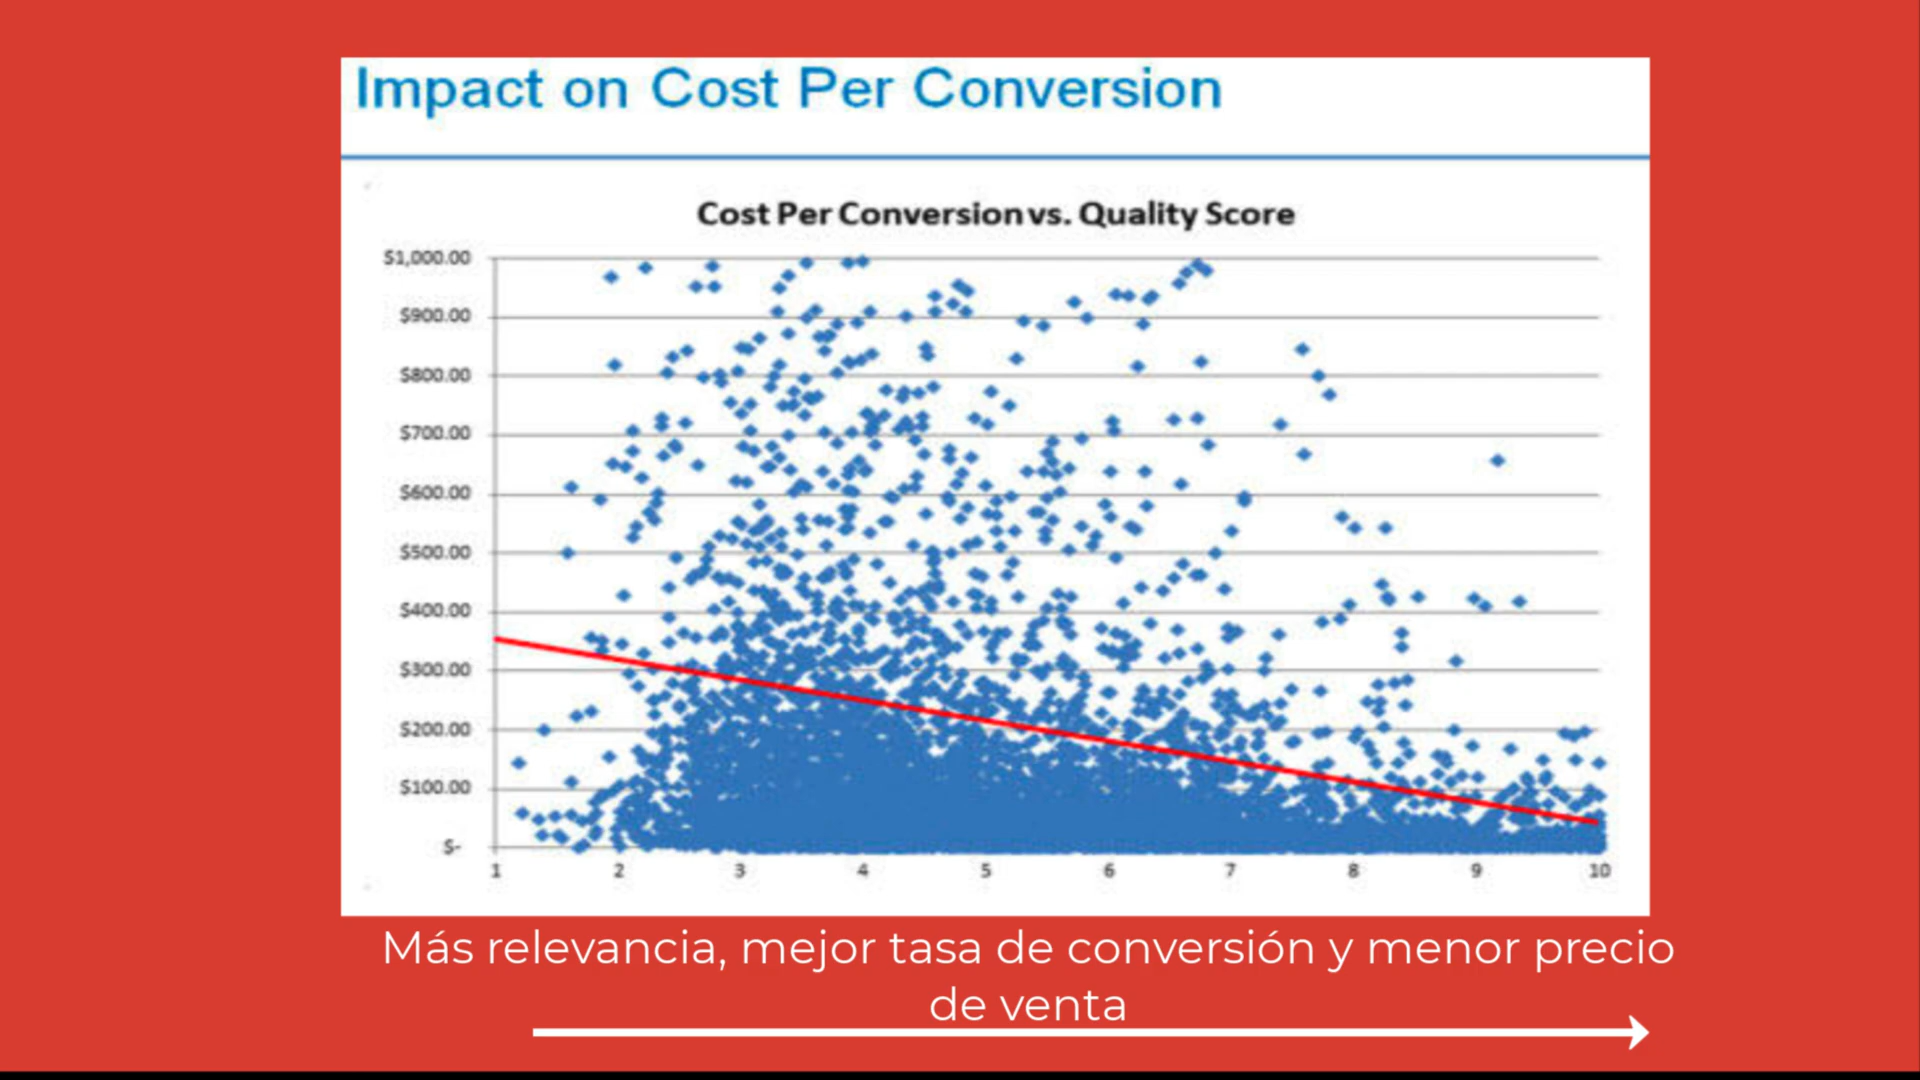 Impact on Cost Per Conversion
Cost Per Conversion vs. Quality Score
$1,000.00
$900.00
$800.00
$700.00
$600.00
$500.00
$400.00
$300.00
$200.00
$100.00
$-
1 2 3 4 5 6 7 8 9 10
Más relevancia, mejor tasa de conversión y menor precio
de venta